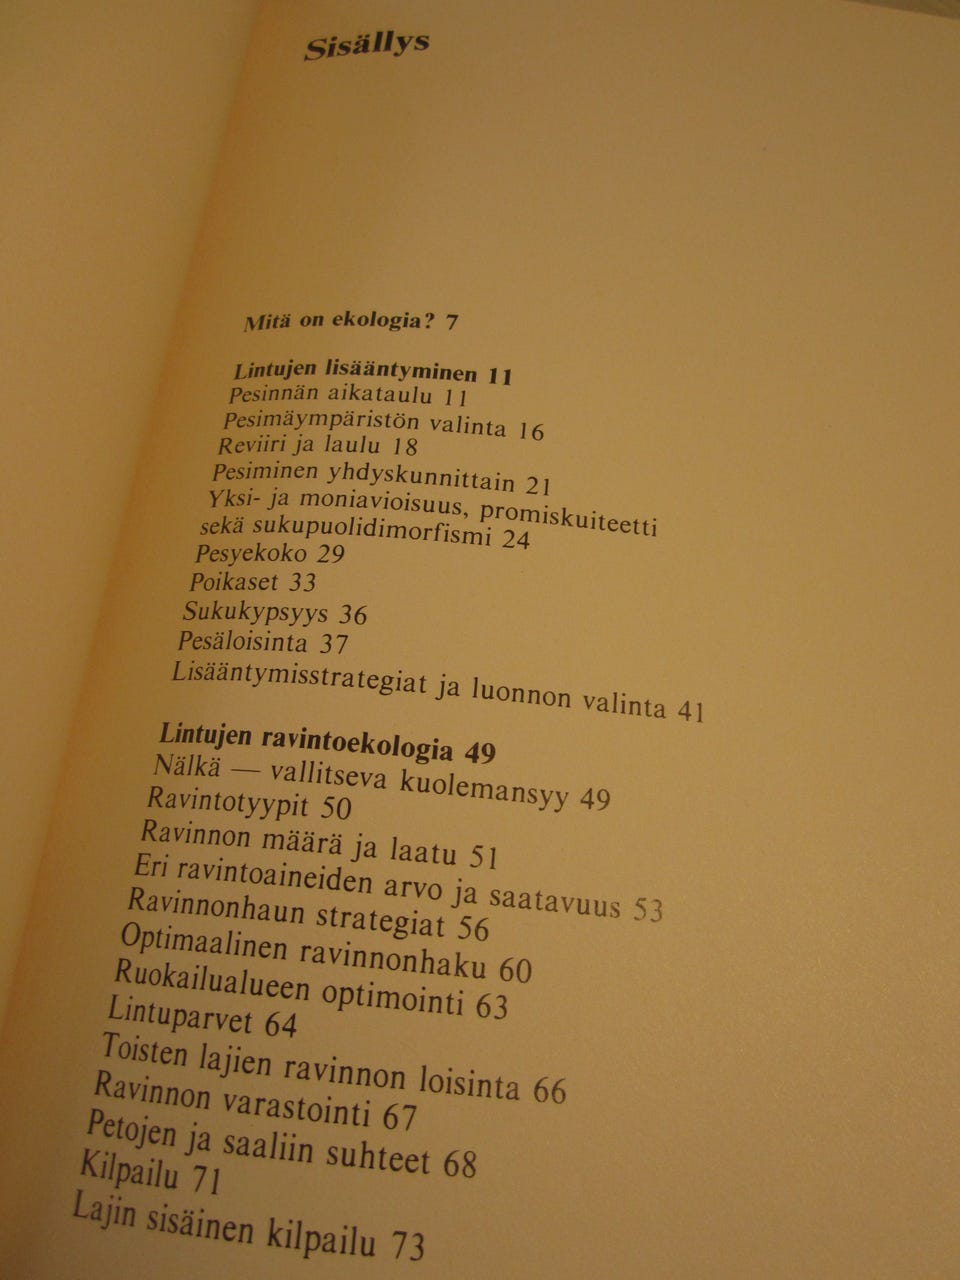 Sisällys
Mitä on ekologia? 7
Lintujen lisääntyminen 11
Pesinnän aikataulu 11
Pesimäympäristön valinta 16
Reviiri ja laulu 18
Pesiminen yhdyskunnittain 21
Yksi- ja moniavioisuus, promiskuiteetti
sekä sukupuolidimorfismi 24
Pesyekoko 29
Poikaset 33
Sukukypsyys 36
Pesäloisinta 37
Lisääntymisstrategiat ja luonnon valinta 41
Lintujen ravintoekologia 49
Nälkä — vallitseva kuolemansyy 49
Ravintotyypit 50
Ravinnon määrä ja laatu 51
Eri ravintoaineiden arvo ja saatavuus 53
Ravinnonhaun strategiat 56
Optimaalinen ravinnonhaku 60
Ruokailualueen optimointi 63
Lintuparvet 64
Toisten lajien ravinnon loisinta 66
Ravinnon varastointi 67
Petojen ja saaliin suhteet 68
Kilpailu 71
Lajin sisäinen kilpailu 73